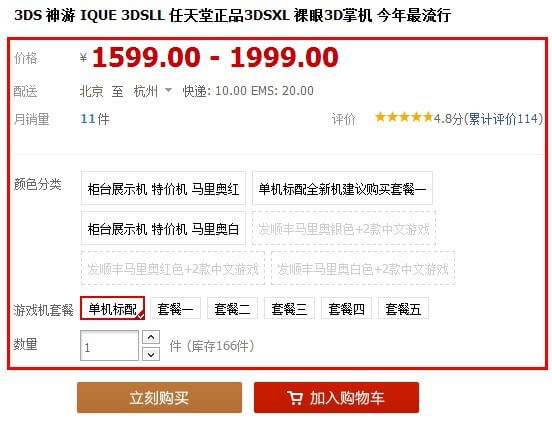 3DS 神游 IQUE 3DSLL 任天堂正品3DSXL 裸眼3D掌机 今年最流行
价格 ¥ 1599.00 - 1999.00
配送 北京 至 杭州 快递: 10.00 EMS: 20.00
月销量 11件 评价 4.8分(累计评价114)
颜色分类 柜台展示机 特价机 马里奥红 单机标配全新机建议购买套餐一
柜台展示机 特价机 马里奥白 发顺丰马里奥银色+2款中文游戏
发顺丰马里奥红色+2款中文游戏 发顺丰马里奥白色+2款中文游戏
游戏机套餐 单机标配 套餐一 套餐二 套餐三 套餐四 套餐五
数量 1 件 (库存166件)
立刻购买 加入购物车